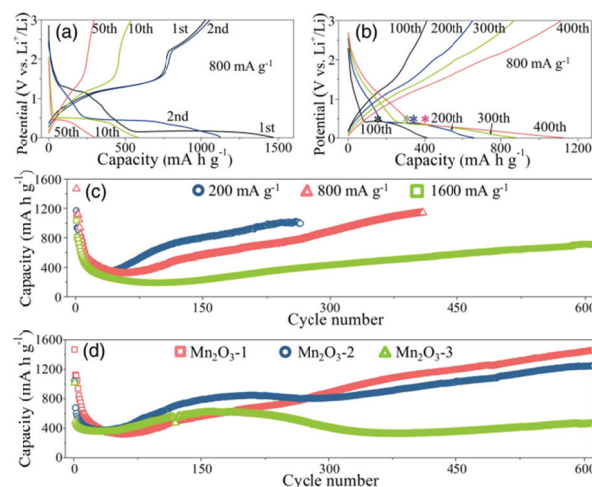 (a) 50th 10th 1st 2nd
800 mA g⁻¹
2nd
50th 10th 1st
Potential (V vs. Li⁺/Li)
3
2
1
0
0 500 1000 1500
Capacity (mA h g⁻¹)
(b) 100th 200th 300th 400th
800 mA g⁻¹
* * * *
100th 200th 300th 400th
Potential (V vs. Li⁺/Li)
3
2
1
0
0 400 800 1200
Capacity (mA h g⁻¹)
(c) 200 mA g⁻¹ 800 mA g⁻¹ 1600 mA g⁻¹
Capacity (mA h g⁻¹)
1600
1200
800
400
0
0 150 300 450 600
Cycle number
(d) Mn₂O₃-1 Mn₂O₃-2 Mn₂O₃-3
Capacity (mA h g⁻¹)
1600
1200
800
400
0
0 150 300 450 600
Cycle number